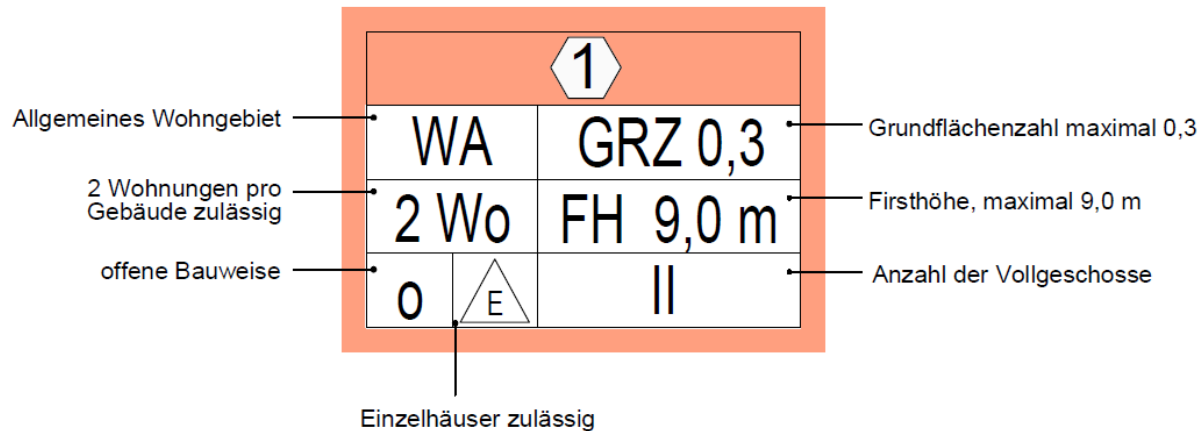 1
Allgemeines Wohngebiet
WA
GRZ 0,3
Grundflächenzahl maximal 0,3
2 Wohnungen pro
Gebäude zulässig
2 Wo
FH 9,0 m
Firsthöhe, maximal 9,0 m
offene Bauweise
o
E
II
Anzahl der Vollgeschosse
Einzelhäuser zulässig